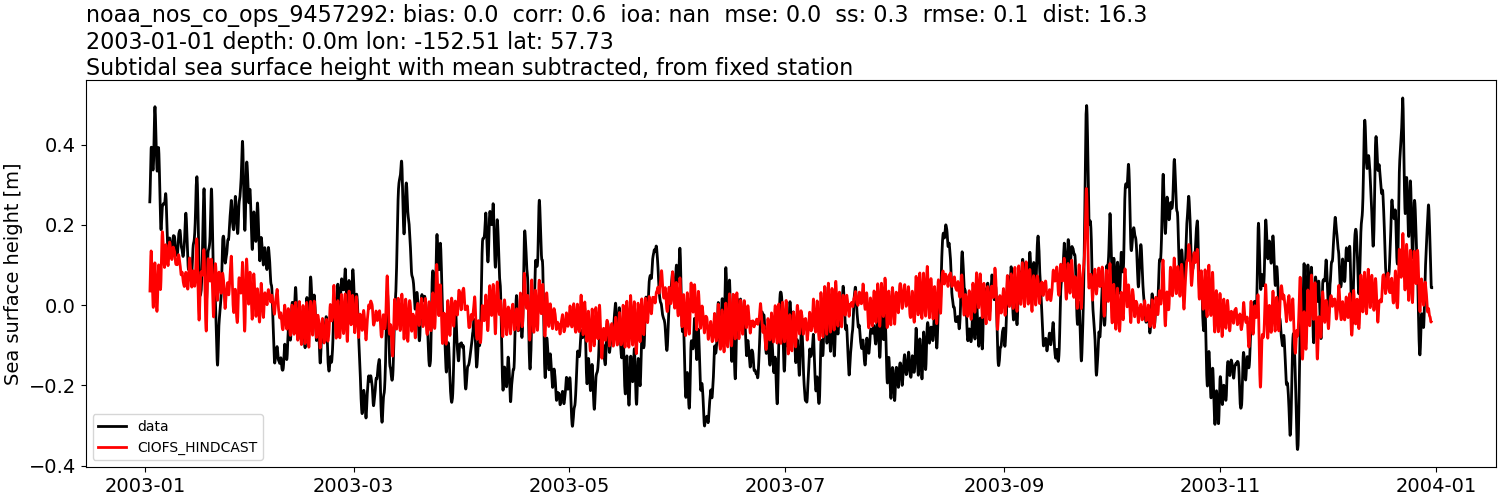 noaa_nos_co_ops_9457292: bias: 0.0  corr: 0.6  ioa: nan  mse: 0.0  ss: 0.3  rmse: 0.1  dist: 16.3
2003-01-01 depth: 0.0m lon: -152.51 lat: 57.73
Subtidal sea surface height with mean subtracted, from fixed station
Sea surface height [m]
0.4
0.2
0.0
−0.2
−0.4
data
CIOFS_HINDCAST
2003-01 2003-03 2003-05 2003-07 2003-09 2003-11 2004-01